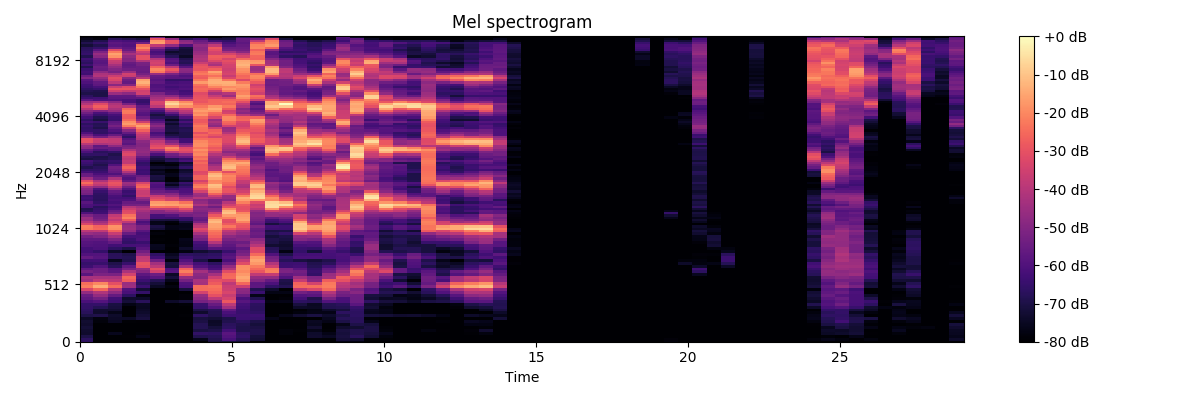 Mel spectrogram
8192
4096
2048
1024
512
0
Hz
0 5 10 15 20 25
Time
+0 dB
-10 dB
-20 dB
-30 dB
-40 dB
-50 dB
-60 dB
-70 dB
-80 dB